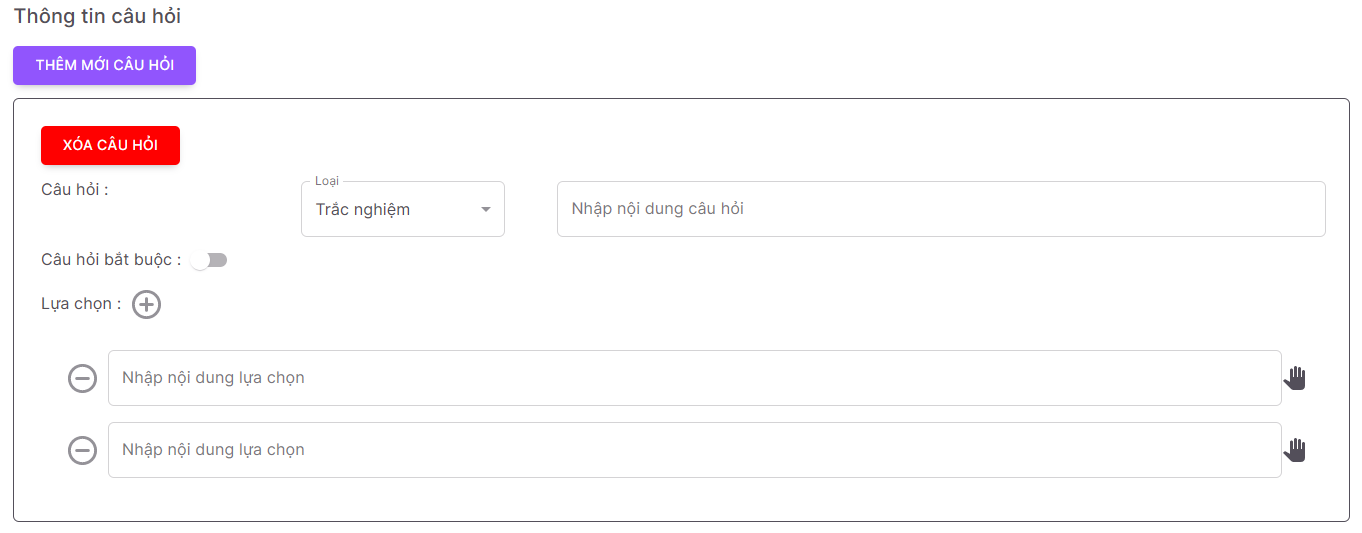 Thông tin câu hỏi
THÊM MỚI CÂU HỎI
XÓA CÂU HỎI
Câu hỏi :
Loại
Trắc nghiệm
Nhập nội dung câu hỏi
Câu hỏi bắt buộc :
Lựa chọn :
Nhập nội dung lựa chọn
Nhập nội dung lựa chọn